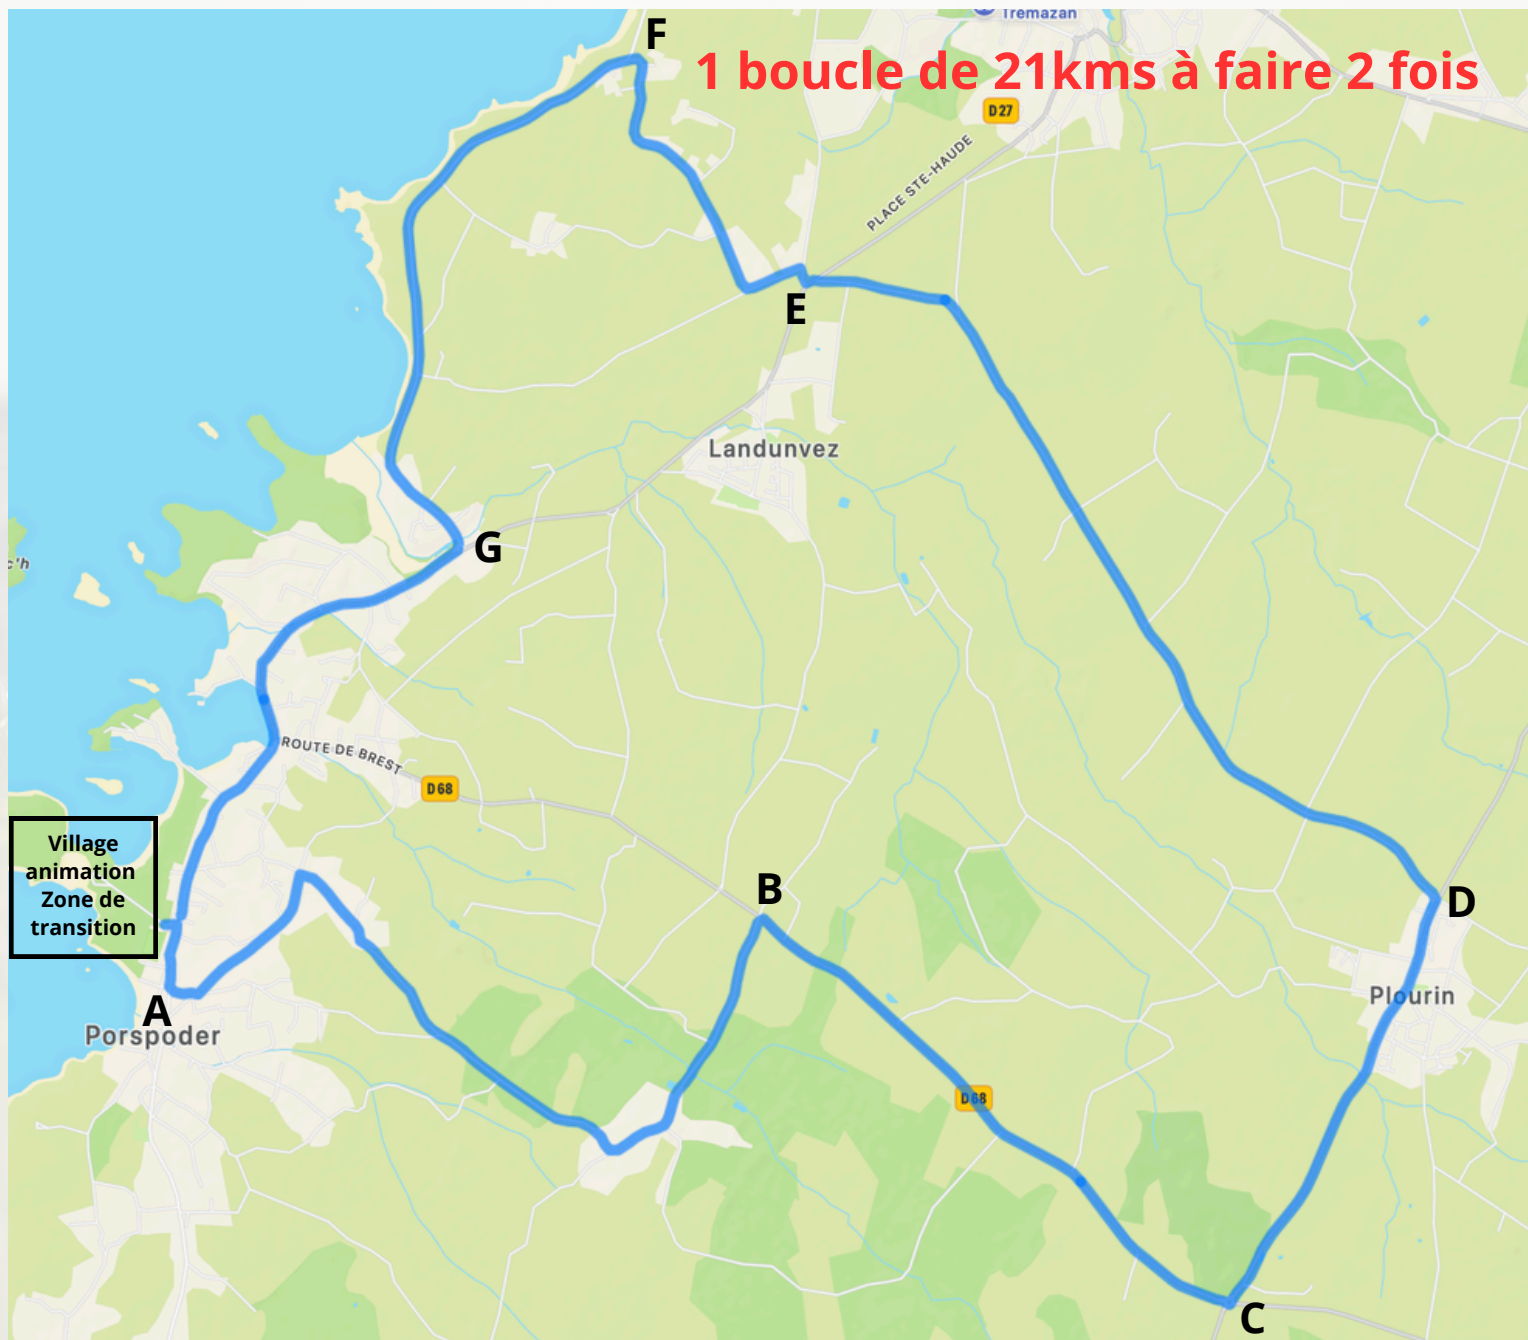 Tremazan
F
1 boucle de 21kms à faire 2 fois
D27
PLACE STE-HAUDE
E
Landunvez
G
c'h
ROUTE DE BREST
D68
Village
animation
Zone de
transition
B
D
Plourin
A
Porspoder
D68
C